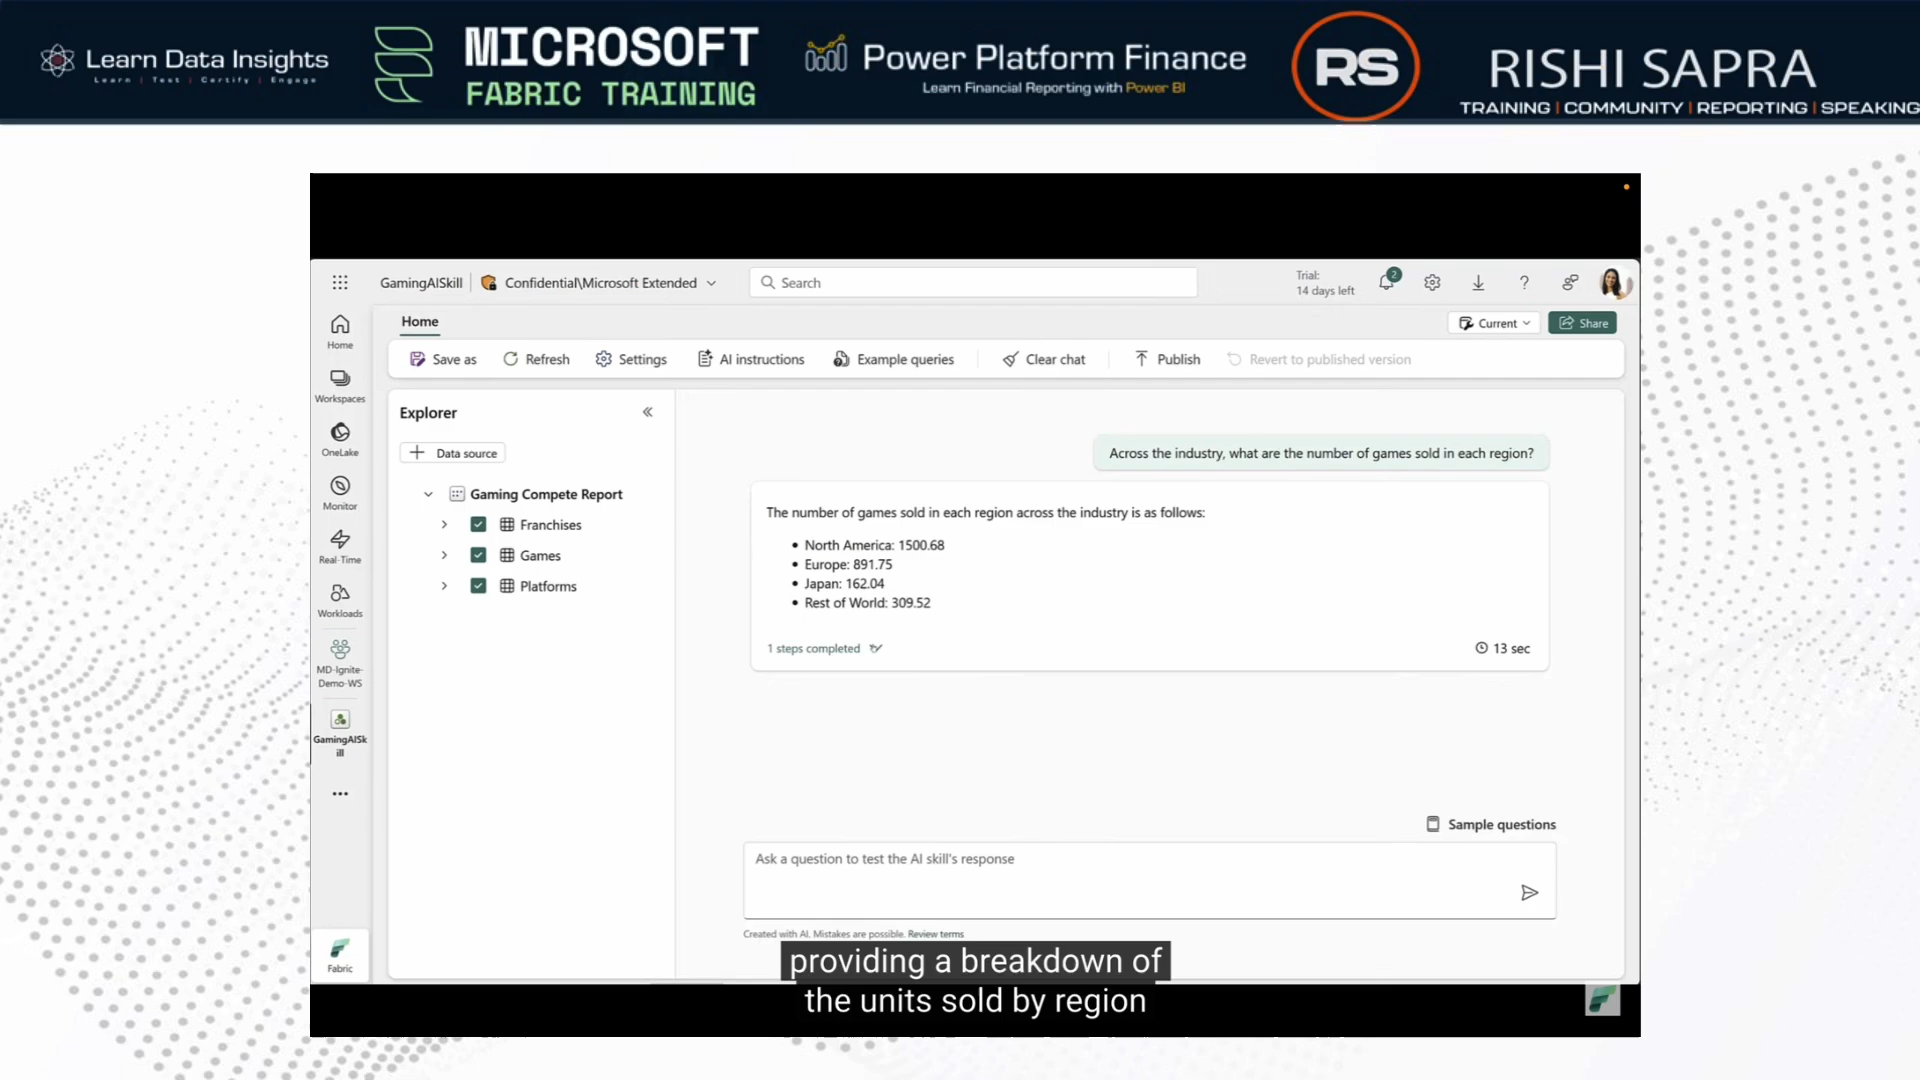 Learn Data Insights
Learn | Test | Certify | Engage
MICROSOFT
FABRIC TRAINING
Power Platform Finance
Learn Financial Reporting with Power BI
RS
RISHI SAPRA
TRAINING | COMMUNITY | REPORTING | SPEAKING
GamingAISkill
Confidential\Microsoft Extended
Search
Trial:
14 days left
2
Home
Current
Share
Save as
Refresh
Settings
AI instructions
Example queries
Clear chat
Publish
Revert to published version
Home
Workspaces
OneLake
Monitor
Real-Time
Workloads
MD-Ignite-
Demo-WS
GamingAISk
ill
Fabric
Explorer
Data source
Gaming Compete Report
Franchises
Games
Platforms
Across the industry, what are the number of games sold in each region?
The number of games sold in each region across the industry is as follows:
• North America: 1500.68
• Europe: 891.75
• Japan: 162.04
• Rest of World: 309.52
1 steps completed
13 sec
Sample questions
Ask a question to test the AI skill's response
Created with AI. Mistakes are possible. Review terms
providing a breakdown of
the units sold by region